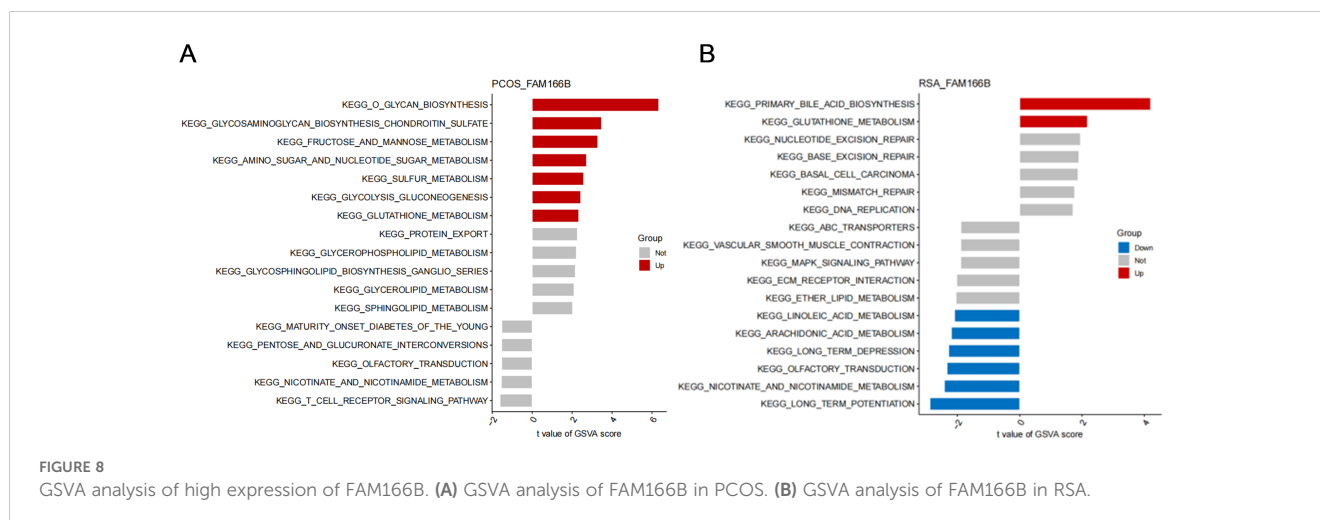 A
PCOS_FAM166B
KEGG_O_GLYCAN_BIOSYNTHESIS
KEGG_GLYCOSAMINOGLYCAN_BIOSYNTHESIS_CHONDROITIN_SULFATE
KEGG_FRUCTOSE_AND_MANNOSE_METABOLISM
KEGG_AMINO_SUGAR_AND_NUCLEOTIDE_SUGAR_METABOLISM
KEGG_SULFUR_METABOLISM
KEGG_GLYCOLYSIS_GLUCONEOGENESIS
KEGG_GLUTATHIONE_METABOLISM
KEGG_PROTEIN_EXPORT
KEGG_GLYCEROPHOSPHOLIPID_METABOLISM
KEGG_GLYCOSPHINGOLIPID_BIOSYNTHESIS_GANGLIO_SERIES
KEGG_GLYCEROLIPID_METABOLISM
KEGG_SPHINGOLIPID_METABOLISM
KEGG_MATURITY_ONSET_DIABETES_OF_THE_YOUNG
KEGG_PENTOSE_AND_GLUCURONATE_INTERCONVERSIONS
KEGG_OLFACTORY_TRANSDUCTION
KEGG_NICOTINATE_AND_NICOTINAMIDE_METABOLISM
KEGG_T_CELL_RECEPTOR_SIGNALING_PATHWAY
-2 0 2 4 6
t value of GSVA score
Group
Not
Up
B
RSA_FAM166B
KEGG_PRIMARY_BILE_ACID_BIOSYNTHESIS
KEGG_GLUTATHIONE_METABOLISM
KEGG_NUCLEOTIDE_EXCISION_REPAIR
KEGG_BASE_EXCISION_REPAIR
KEGG_BASAL_CELL_CARCINOMA
KEGG_MISMATCH_REPAIR
KEGG_DNA_REPLICATION
KEGG_ABC_TRANSPORTERS
KEGG_VASCULAR_SMOOTH_MUSCLE_CONTRACTION
KEGG_MAPK_SIGNALING_PATHWAY
KEGG_ECM_RECEPTOR_INTERACTION
KEGG_ETHER_LIPID_METABOLISM
KEGG_LINOLEIC_ACID_METABOLISM
KEGG_ARACHIDONIC_ACID_METABOLISM
KEGG_LONG_TERM_DEPRESSION
KEGG_OLFACTORY_TRANSDUCTION
KEGG_NICOTINATE_AND_NICOTINAMIDE_METABOLISM
KEGG_LONG_TERM_POTENTIATION
-2 0 2 4
t value of GSVA score
Group
Down
Not
Up
FIGURE 8
GSVA analysis of high expression of FAM166B. (A) GSVA analysis of FAM166B in PCOS. (B) GSVA analysis of FAM166B in RSA.